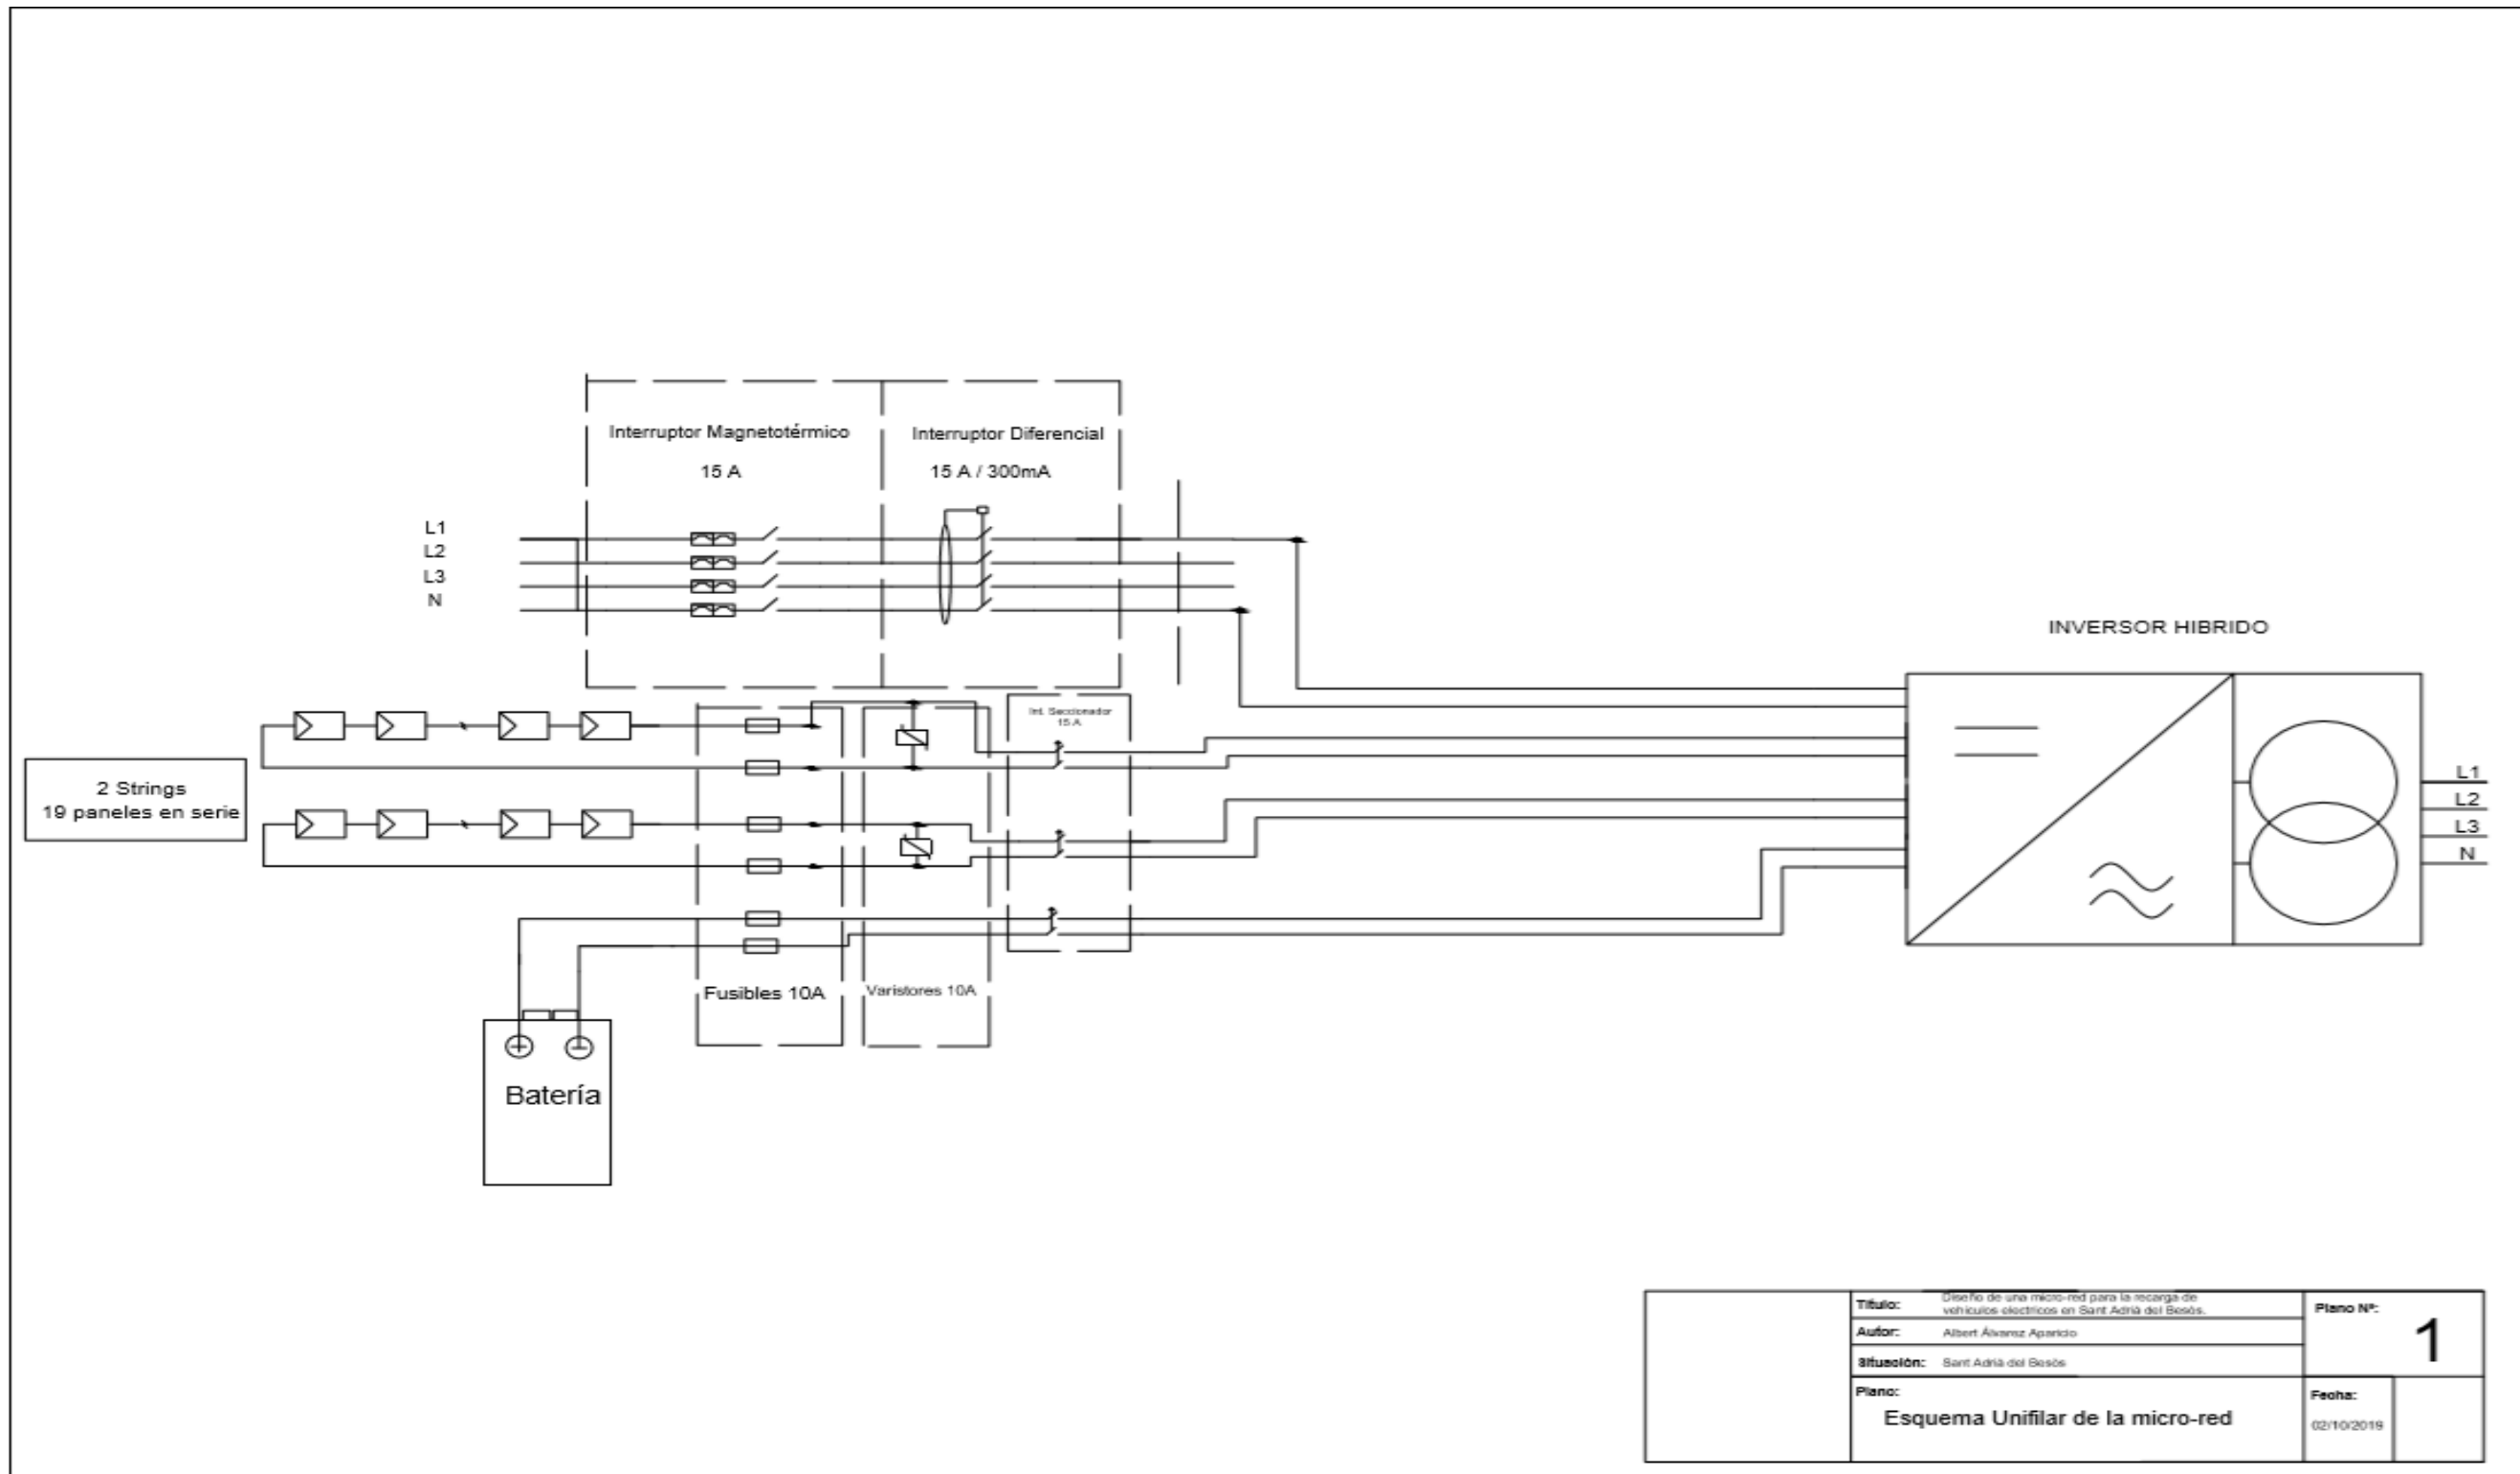 Interruptor Magnetotérmico
15 A
Interruptor Diferencial
15 A / 300mA
L1
L2
L3
N
INVERSOR HIBRIDO
Int. Seccionador
15 A
2 Strings
19 paneles en serie
L1
L2
L3
N
Fusibles 10A
Varistores 10A
Batería
Título:
Diseño de una micro-red para la recarga de
vehiculos electricos en Sant Adrià del Besòs.
Autor:
Albert Álvarez Aparicio
Situación:
Sant Adrià del Besòs
Plano Nº:
1
Plano:
Esquema Unifilar de la micro-red
Fecha:
02/10/2019